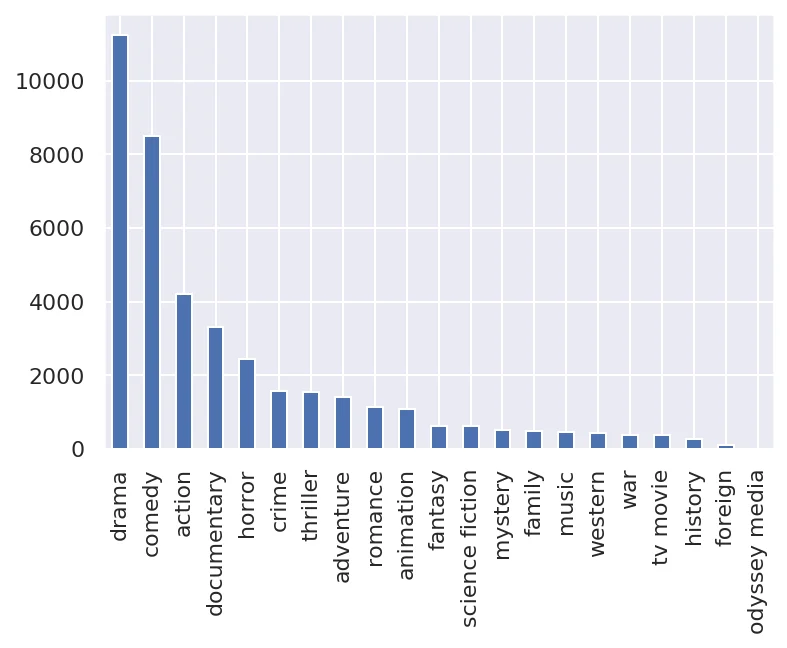 10000
8000
6000
4000
2000
0
drama
comedy
action
documentary
horror
crime
thriller
adventure
romance
animation
fantasy
science fiction
mystery
family
music
western
war
tv movie
history
foreign
odyssey media